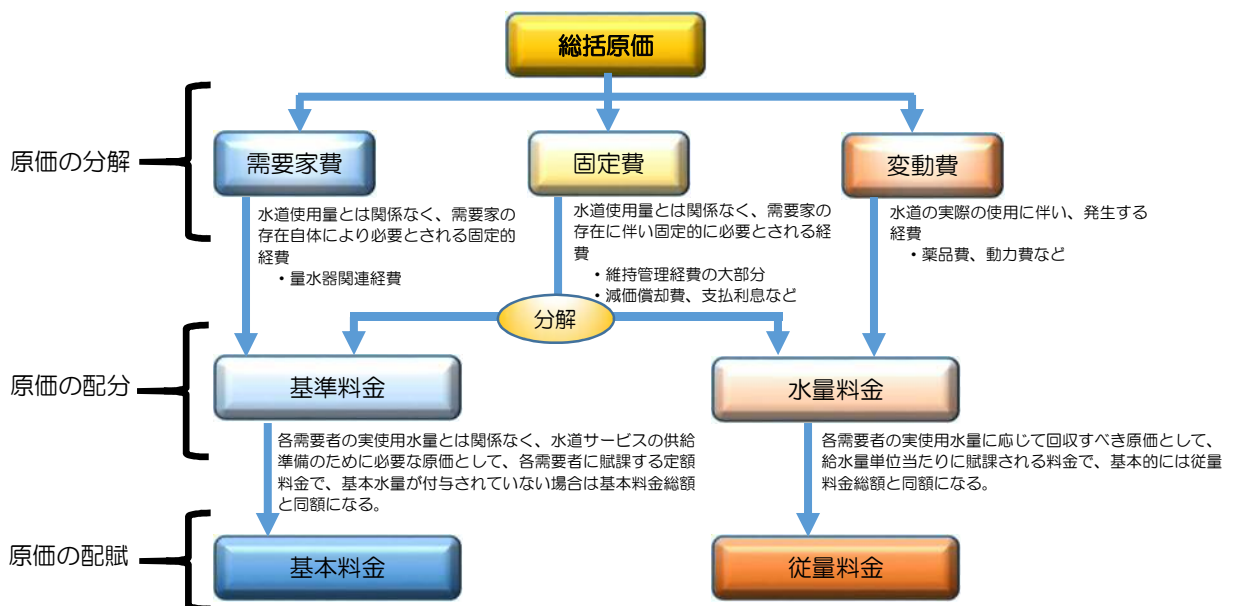 総括原価
原価の分解
需要家費
固定費
変動費
水道使用量とは関係なく、需要家の
存在自体により必要とされる固定的
経費
・量水器関連経費
水道使用量とは関係なく、需要家の
存在に伴い固定的に必要とされる経
費
・維持管理経費の大部分
・減価償却費、支払利息など
水道の実際の使用に伴い、発生する
経費
・薬品費、動力費など
分解
原価の配分
基準料金
水量料金
各需要者の実使用水量とは関係なく、水道サービスの供給
準備のために必要な原価として、各需要者に賦課する定額
料金で、基本水量が付与されていない場合は基本料金総額
と同額になる。
各需要者の実使用水量に応じて回収すべき原価として、
給水量単位当たりに賦課される料金で、基本的には従量
料金総額と同額になる。
原価の配賦
基本料金
従量料金